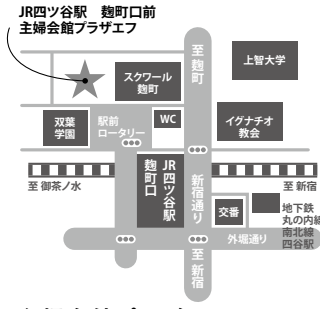 JR四ツ谷駅　麹町口前
主婦会館プラザエフ
至麹町
上智大学
スクワール
麹町
双葉
学園
駅前
ロータリー
WC
イグナチオ
教会
至 御茶ノ水
JR四ツ谷駅
麹町口
新宿通り
至 新宿
交番
地下鉄
丸の内線
南北線
四谷駅
外堀通り
至新宿